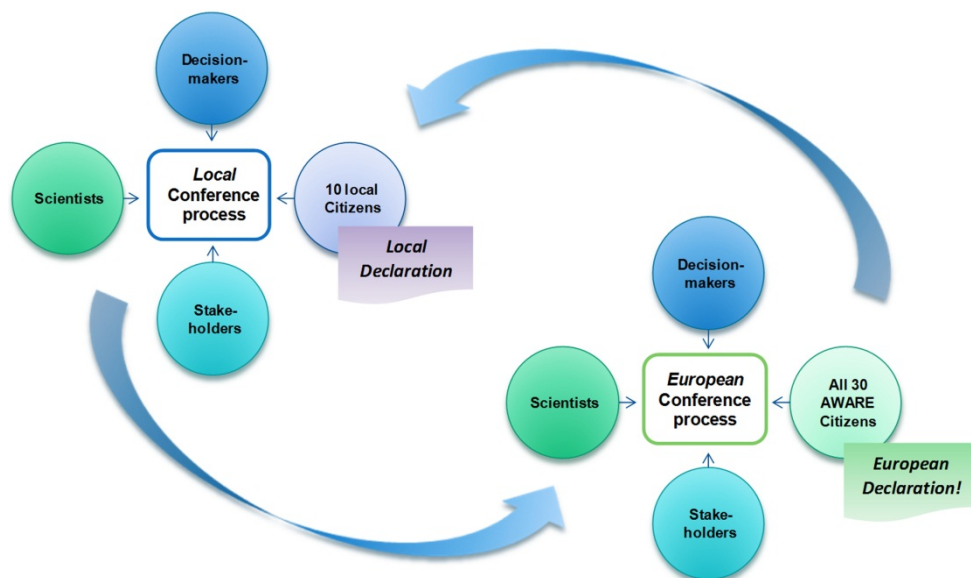 Decision-
makers
Scientists
Local
Conference
process
10 local
Citizens
Local
Declaration
Stake-
holders
Decision-
makers
Scientists
European
Conference
process
All 30
AWARE
Citizens
European
Declaration!
Stake-
holders